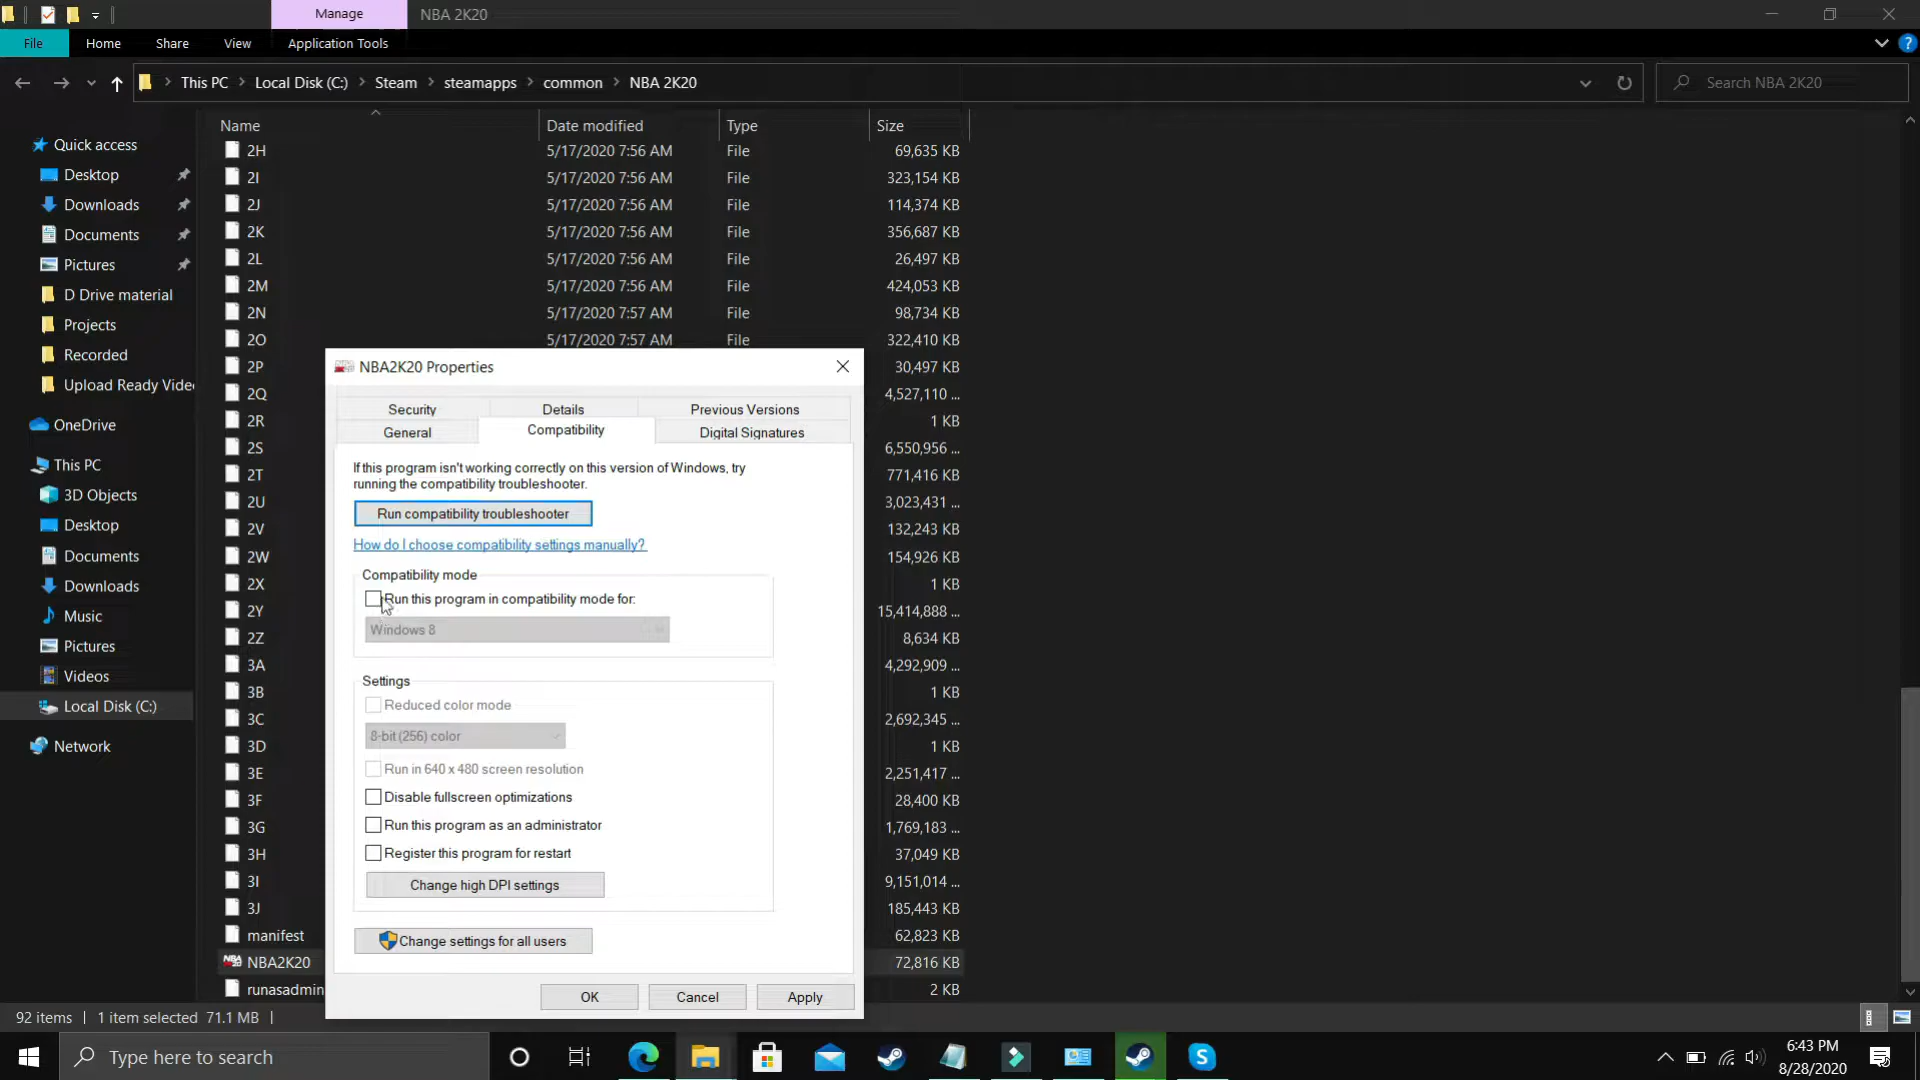 Manage
NBA 2K20
File
Home
Share
View
Application Tools
This PC
Local Disk (C:)
Steam
steamapps
common
NBA 2K20
Search NBA 2K20
Name
Date modified
Type
Size
Quick access
Desktop
Downloads
Documents
Pictures
D Drive material
Projects
Recorded
Upload Ready Vide
OneDrive
This PC
3D Objects
Desktop
Documents
Downloads
Music
Pictures
Videos
Local Disk (C:)
Network
2H 5/17/2020 7:56 AM File 69,635 KB
2I 5/17/2020 7:56 AM File 323,154 KB
2J 5/17/2020 7:56 AM File 114,374 KB
2K 5/17/2020 7:56 AM File 356,687 KB
2L 5/17/2020 7:56 AM File 26,497 KB
2M 5/17/2020 7:56 AM File 424,053 KB
2N 5/17/2020 7:57 AM File 98,734 KB
2O 5/17/2020 7:57 AM File 322,410 KB
2P 30,497 KB
2Q 4,527,110 ...
2R 1 KB
2S 6,550,956 ...
2T 771,416 KB
2U 3,023,431 ...
2V 132,243 KB
2W 154,926 KB
2X 1 KB
2Y 15,414,888 ...
2Z 8,634 KB
3A 4,292,909 ...
3B 1 KB
3C 2,692,345 ...
3D 1 KB
3E 2,251,417 ...
3F 28,400 KB
3G 1,769,183 ...
3H 37,049 KB
3I 9,151,014 ...
3J 185,443 KB
manifest 62,823 KB
NBA2K20 72,816 KB
runasadmin 2 KB
NBA2K20 Properties
Security
Details
Previous Versions
General
Compatibility
Digital Signatures
If this program isn't working correctly on this version of Windows, try
running the compatibility troubleshooter.
Run compatibility troubleshooter
How do I choose compatibility settings manually?
Compatibility mode
Run this program in compatibility mode for:
Windows 8
Settings
Reduced color mode
8-bit (256) color
Run in 640 x 480 screen resolution
Disable fullscreen optimizations
Run this program as an administrator
Register this program for restart
Change high DPI settings
Change settings for all users
OK
Cancel
Apply
92 items
1 item selected 71.1 MB
Type here to search
6:43 PM
8/28/2020